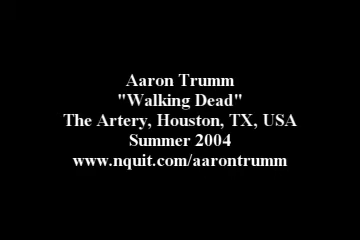 Aaron Trumm
"Walking Dead"
The Artery, Houston, TX, USA
Summer 2004
www.nquit.com/aarontrumm